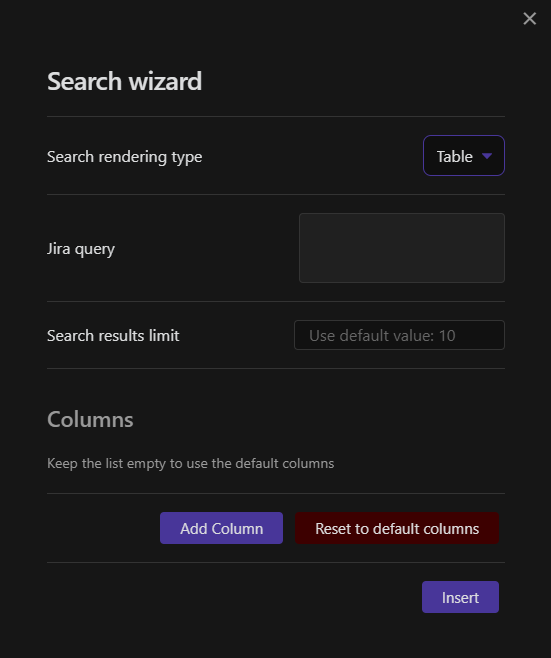 Search wizard
Search rendering type
Table
Jira query
Search results limit
Use default value: 10
Columns
Keep the list empty to use the default columns
Add Column
Reset to default columns
Insert